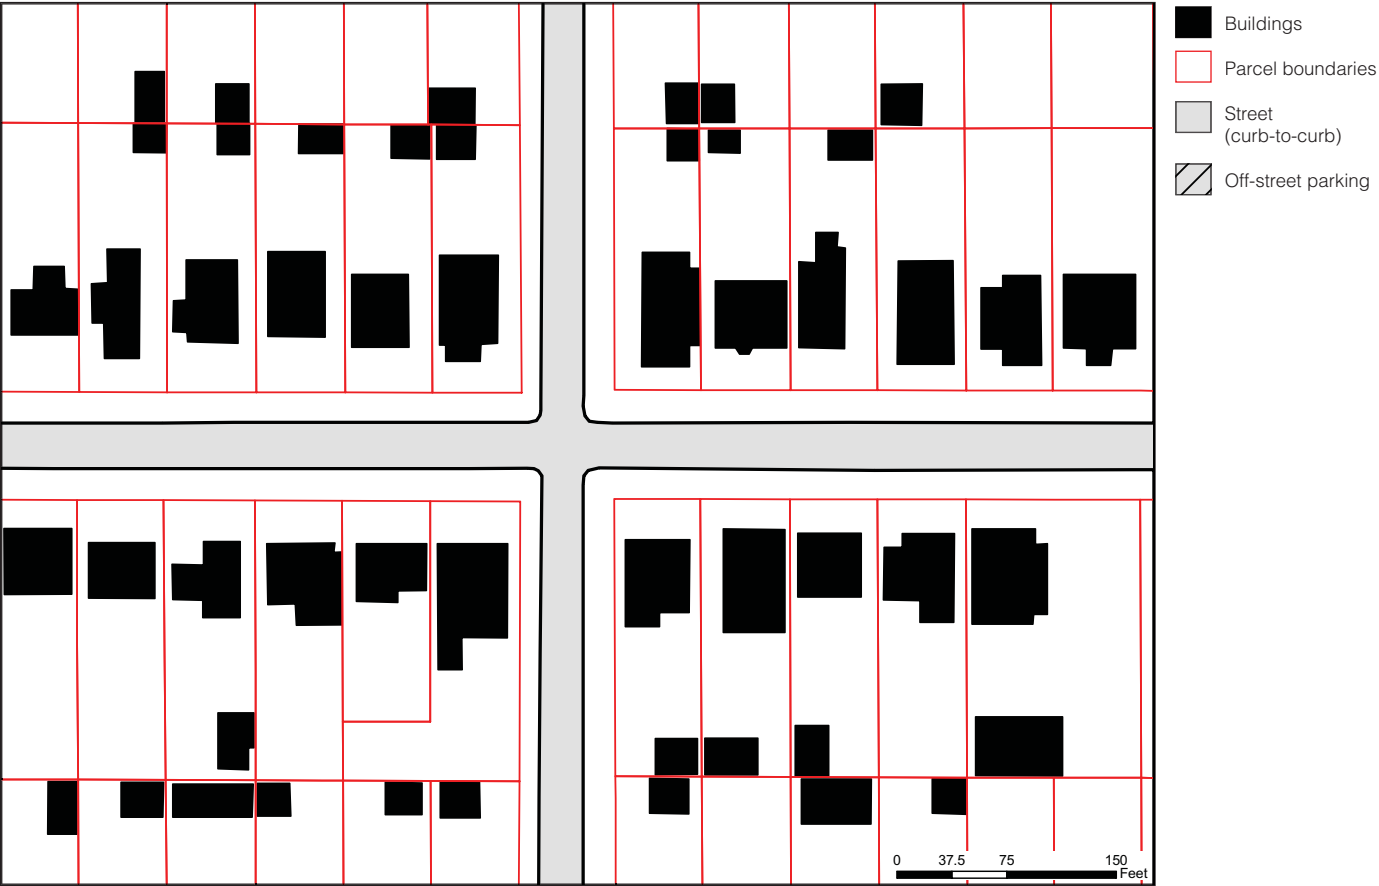 Buildings
Parcel boundaries
Street
(curb-to-curb)
Off-street parking
0 37.5 75 150
Feet